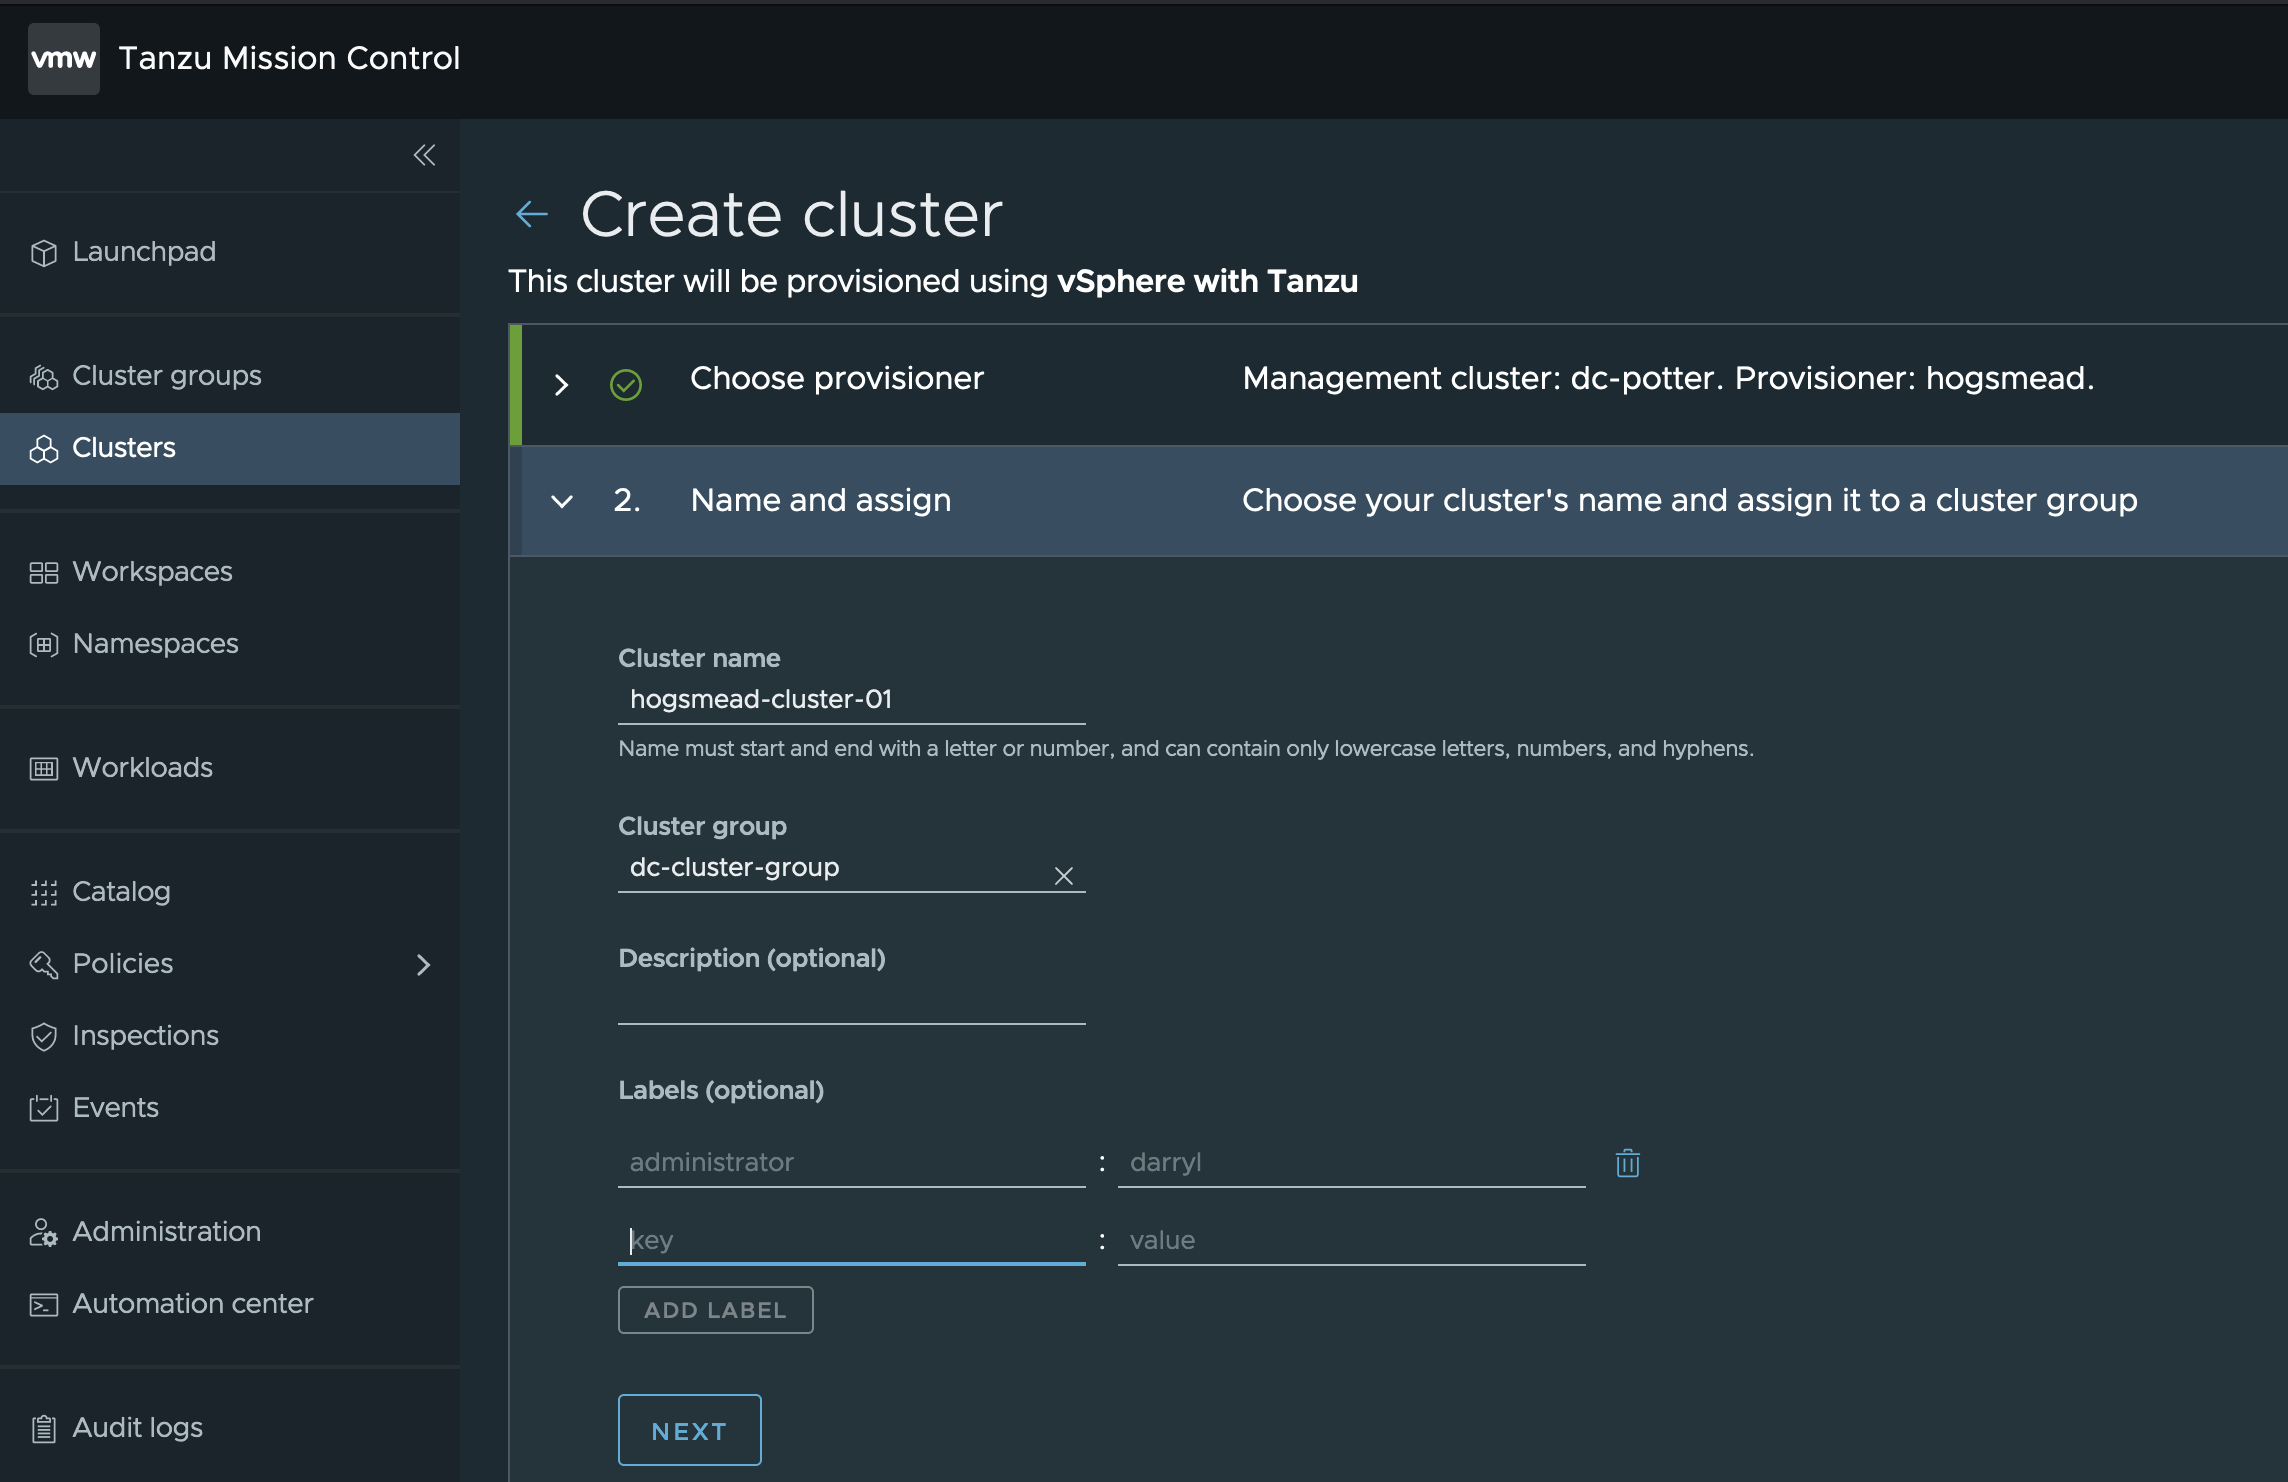 vmw Tanzu Mission Control
Launchpad
Cluster groups
Clusters
Workspaces
Namespaces
Workloads
Catalog
Policies
Inspections
Events
Administration
Automation center
Audit logs
Create cluster
This cluster will be provisioned using vSphere with Tanzu
Choose provisioner Management cluster: dc-potter. Provisioner: hogsmead.
2. Name and assign Choose your cluster's name and assign it to a cluster group
Cluster name
hogsmead-cluster-01
Name must start and end with a letter or number, and can contain only lowercase letters, numbers, and hyphens.
Cluster group
dc-cluster-group
Description (optional)
Labels (optional)
administrator : darryl
key : value
ADD LABEL
NEXT